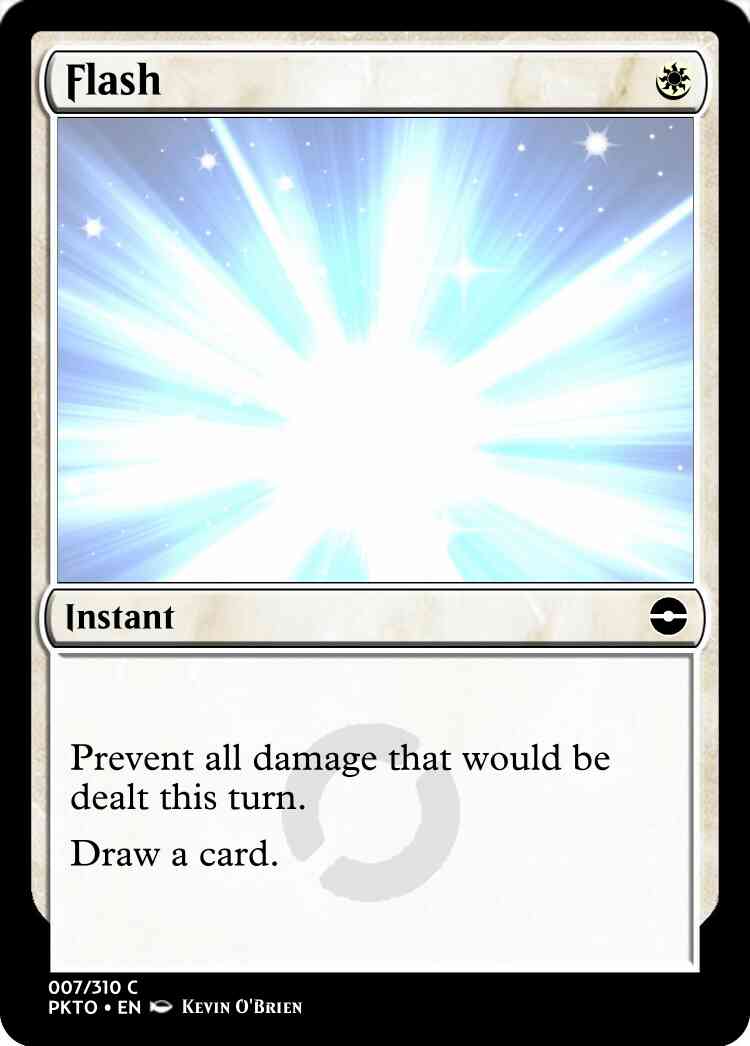 Flash
Instant
Prevent all damage that would be
dealt this turn.
Draw a card.
007/310 C
PKTO • EN Kevin O'Brien